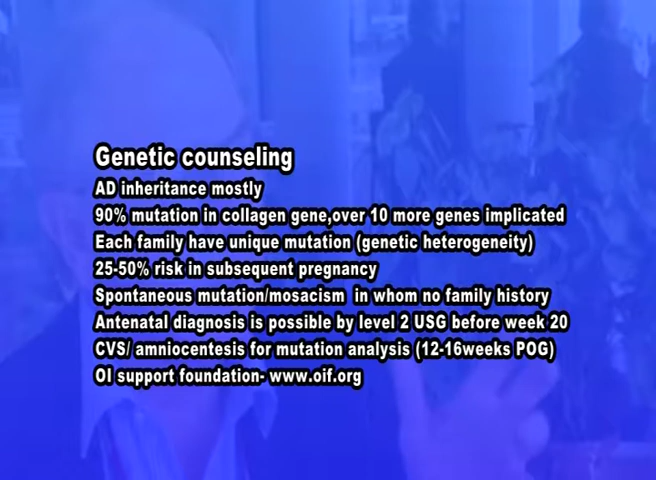 Genetic counseling
AD inheritance mostly
90% mutation in collagen gene,over 10 more genes implicated
Each family have unique mutation (genetic heterogeneity)
25-50% risk in subsequent pregnancy
Spontaneous mutation/mosacism in whom no family history
Antenatal diagnosis is possible by level 2 USG before week 20
CVS/ amniocentesis for mutation analysis (12-16weeks POG)
OI support foundation- www.oif.org